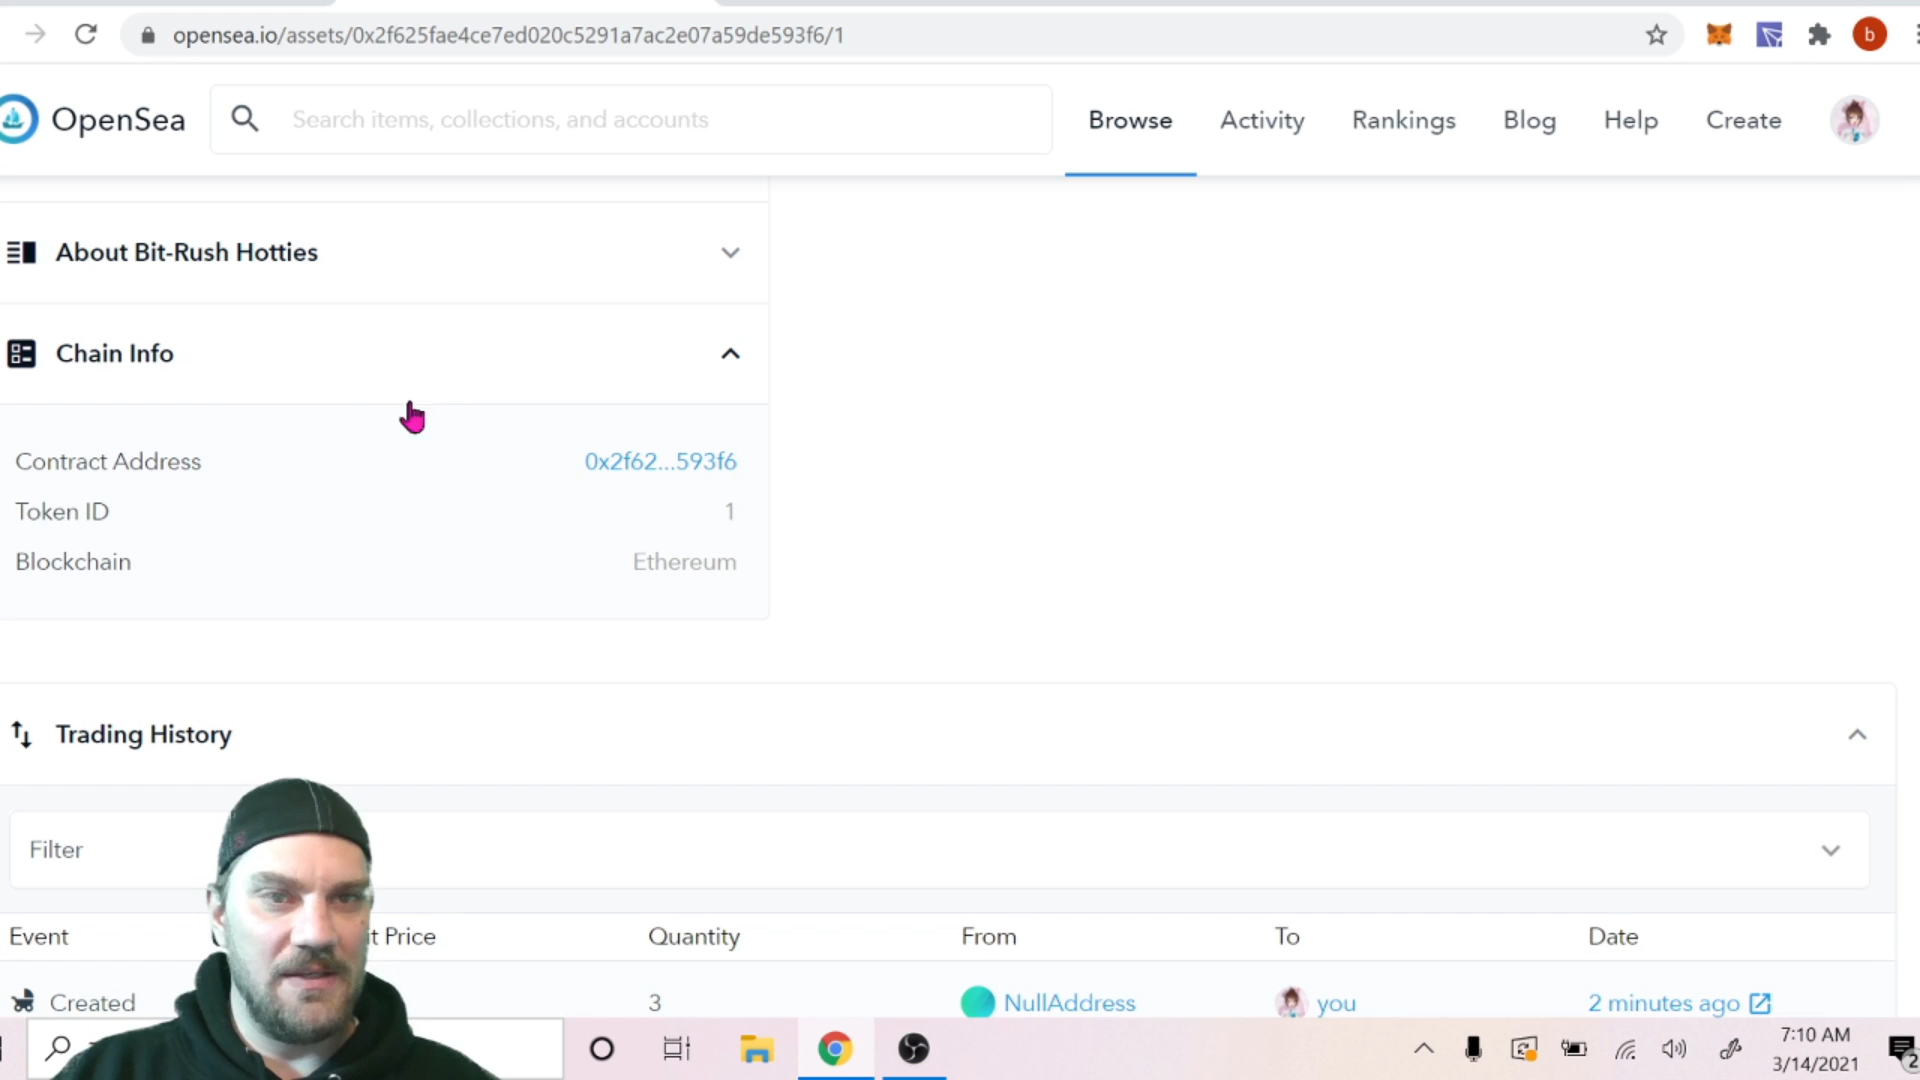 opensea.io/assets/0x2f625fae4ce7ed020c5291a7ac2e07a59de593f6/1
b
OpenSea
Search items, collections, and accounts
Browse Activity Rankings Blog Help Create
About Bit-Rush Hotties
Chain Info
Contract Address 0x2f62...593f6
Token ID 1
Blockchain Ethereum
Trading History
Filter
Event it Price Quantity From To Date
Created 3 NullAddress you 2 minutes ago
7:10 AM
3/14/2021
2